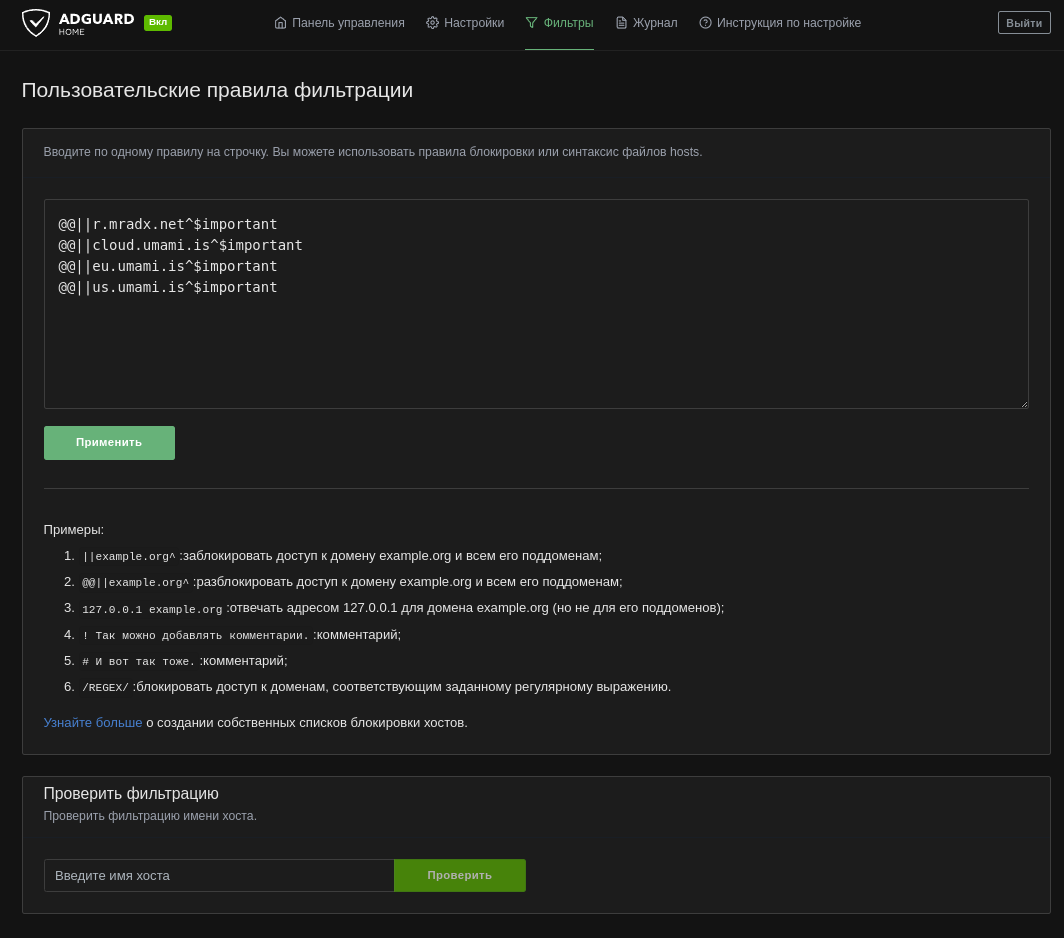 ADGUARD
HOME
Вкл
Панель управления
Настройки
Фильтры
Журнал
Инструкция по настройке
Выйти
Пользовательские правила фильтрации
Вводите по одному правилу на строчку. Вы можете использовать правила блокировки или синтаксис файлов hosts.
@@||r.mradx.net^$important
@@||cloud.umami.is^$important
@@||eu.umami.is^$important
@@||us.umami.is^$important
Применить
Примеры:
1. ||example.org^ :заблокировать доступ к домену example.org и всем его поддоменам;
2. @@||example.org^ :разблокировать доступ к домену example.org и всем его поддоменам;
3. 127.0.0.1 example.org :отвечать адресом 127.0.0.1 для домена example.org (но не для его поддоменов);
4. ! Так можно добавлять комментарии. :комментарий;
5. # И вот так тоже. :комментарий;
6. /REGEX/ :блокировать доступ к доменам, соответствующим заданному регулярному выражению.
Узнайте больше о создании собственных списков блокировки хостов.
Проверить фильтрацию
Проверить фильтрацию имени хоста.
Введите имя хоста
Проверить